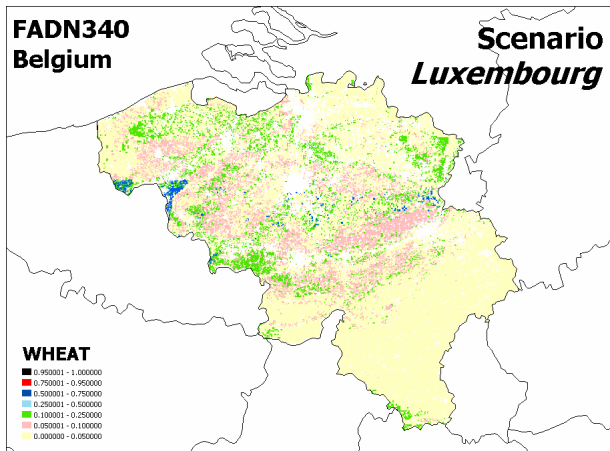 FADN340
Belgium
Scenario
Luxembourg
WHEAT
0.950001 - 1.000000
0.750001 - 0.950000
0.500001 - 0.750000
0.250001 - 0.500000
0.100001 - 0.250000
0.050001 - 0.100000
0.000000 - 0.050000